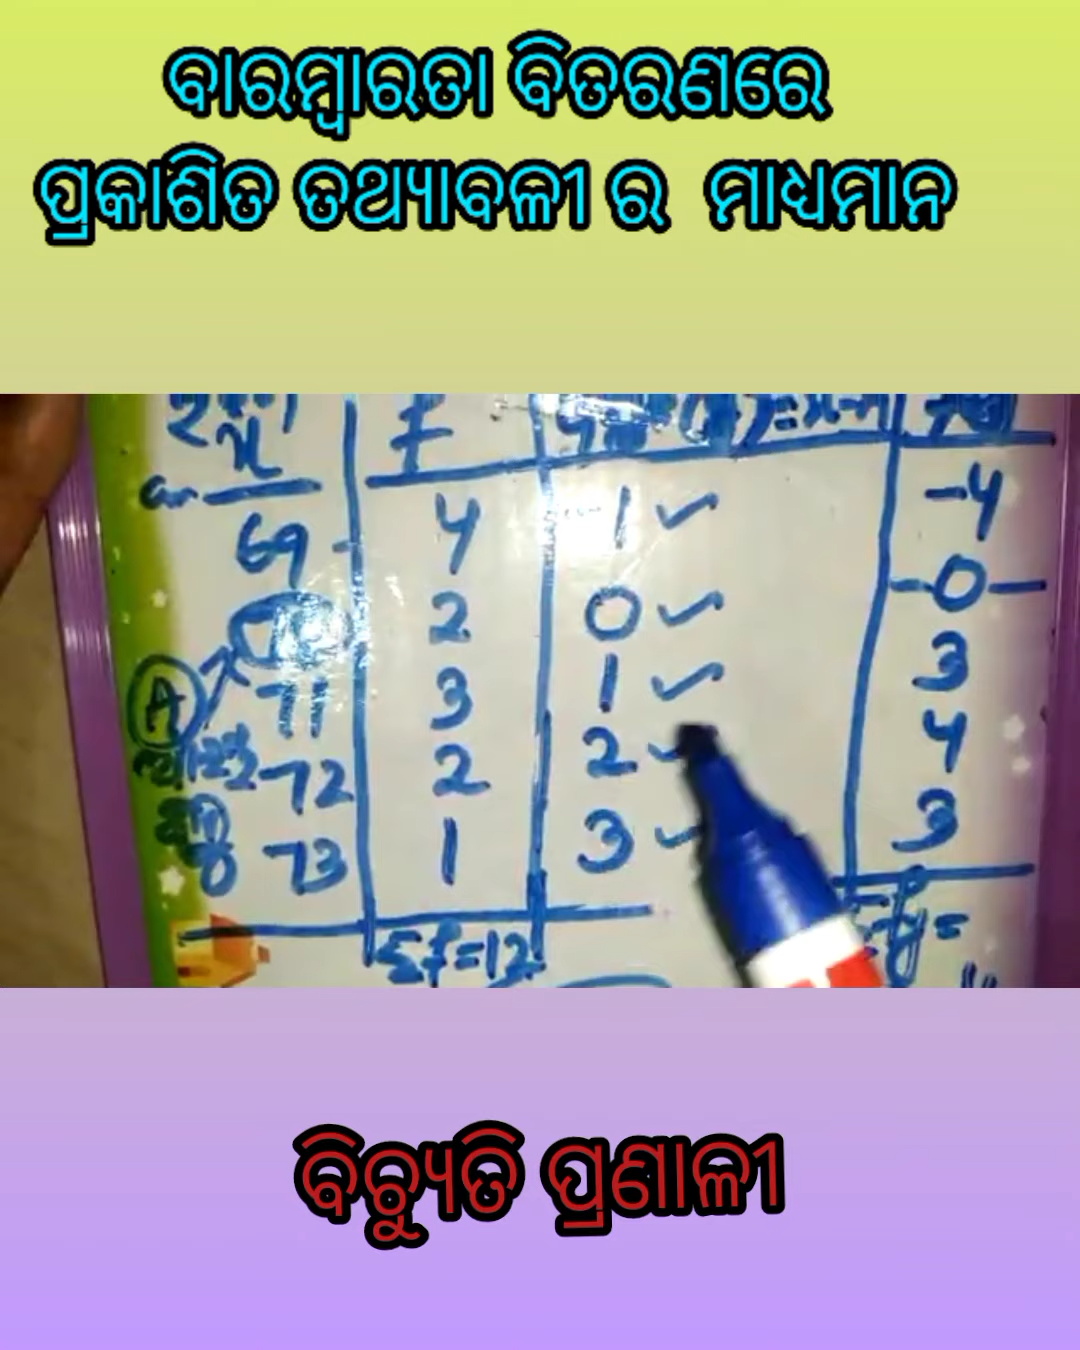 ବାରମ୍ବାରତା ବିତରଣରେ
ପ୍ରକାଶିତ ତଥ୍ୟାବଳୀ ର ମାଧ୍ୟମାନ
x f
69 4 -1 ✓ -4
2 0 ✓ -0-
A 71 3 1 ✓ 3
72 2 2 ✓ 4
73 1 3 ✓ 3
Σf=12
ବିଚ୍ୟୁତି ପ୍ରଣାଳୀ